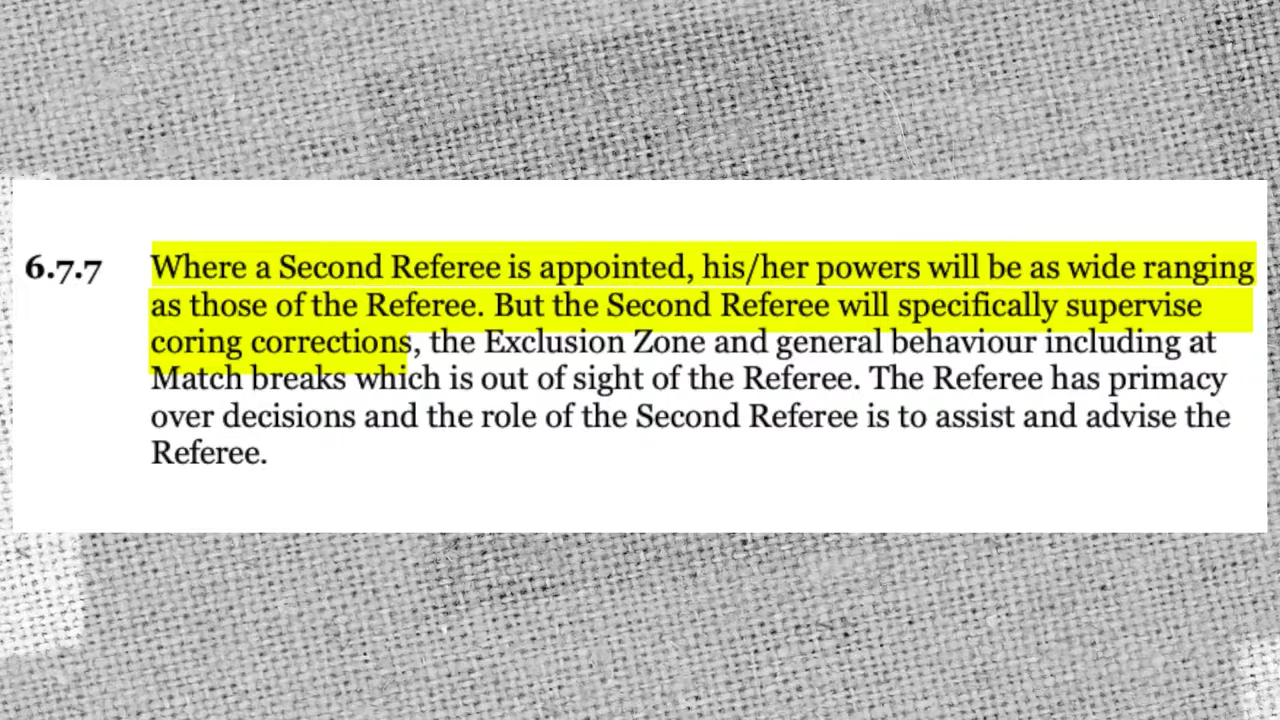 6.7.7 Where a Second Referee is appointed, his/her powers will be as wide ranging
as those of the Referee. But the Second Referee will specifically supervise
coring corrections, the Exclusion Zone and general behaviour including at
Match breaks which is out of sight of the Referee. The Referee has primacy
over decisions and the role of the Second Referee is to assist and advise the
Referee.